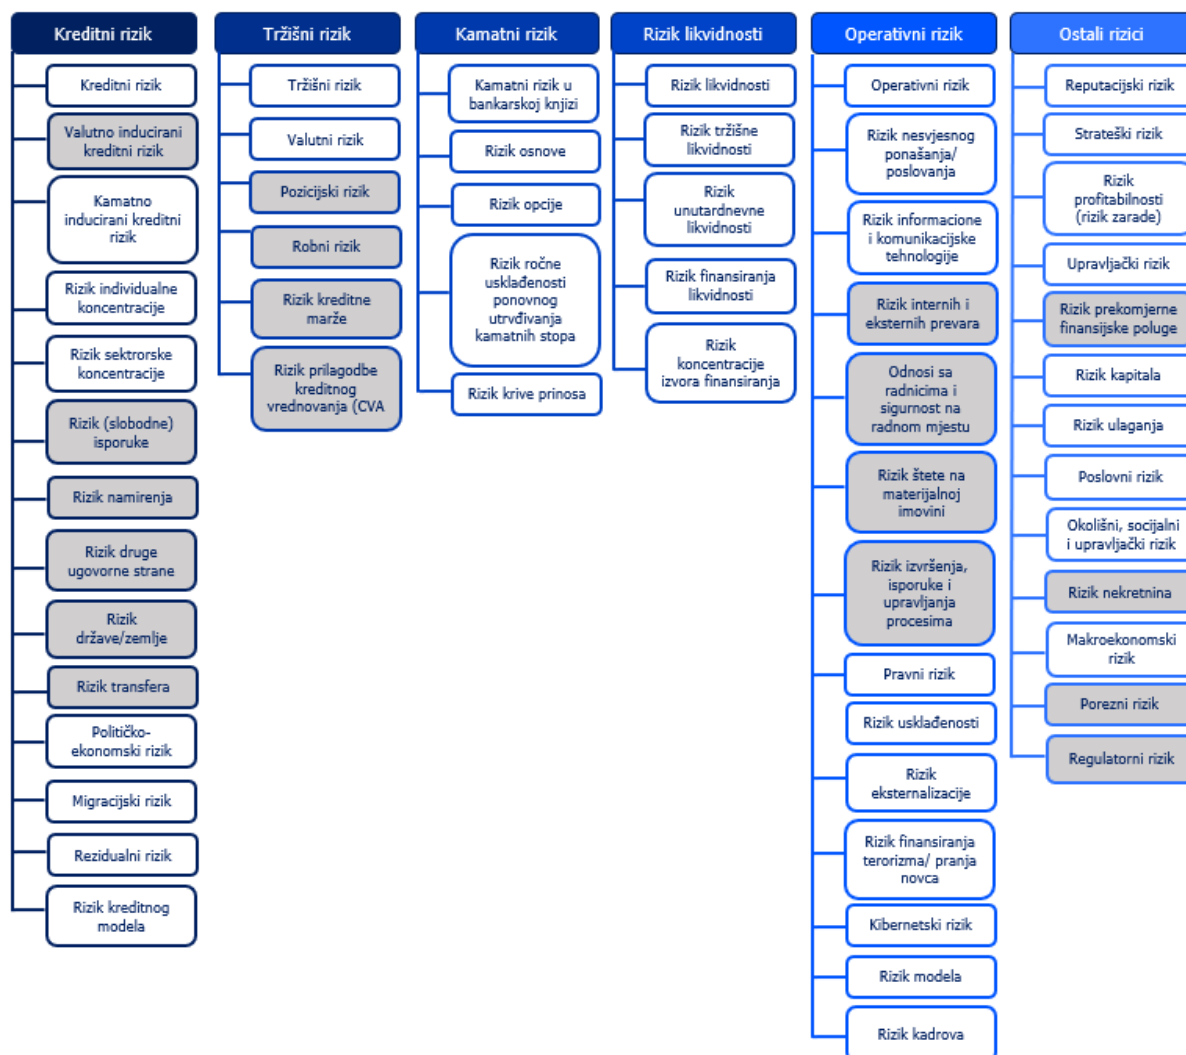 Kreditni rizik
Kreditni rizik
Valutno inducirani
kreditni rizik
Kamatno
inducirani kreditni
rizik
Rizik individualne
koncentracije
Rizik sektrorske
koncentracije
Rizik (slobodne)
isporuke
Rizik namirenja
Rizik druge
ugovorne strane
Rizik
države/zemlje
Rizik transfera
Političko-
ekonomski rizik
Migracijski rizik
Rezidualni rizik
Rizik kreditnog
modela
Tržišni rizik
Tržišni rizik
Valutni rizik
Pozicijski rizik
Robni rizik
Rizik kreditne
marže
Rizik prilagodbe
kreditnog
vrednovanja (CVA
Kamatni rizik
Kamatni rizik u
bankarskoj knjizi
Rizik osnove
Rizik opcije
Rizik ročne
usklađenosti
ponovnog
utrvđivanja
kamatnih stopa
Rizik krive prinosa
Rizik likvidnosti
Rizik likvidnosti
Rizik tržišne
likvidnosti
Rizik
unutardnevne
likvidnosti
Rizik finansiranja
likvidnosti
Rizik
koncentracije
izvora finansiranja
Operativni rizik
Operativni rizik
Rizik nesvjesnog
ponašanja/
poslovanja
Rizik informacione
i komunikacijske
tehnologije
Rizik internih i
eksternih prevara
Odnosi sa
radnicima i
sigurnost na
radnom mjestu
Rizik štete na
materijalnoj
imovini
Rizik izvršenja,
isporuke i
upravljanja
procesima
Pravni rizik
Rizik usklađenosti
Rizik
eksternalizacije
Rizik finansiranja
terorizma/ pranja
novca
Kibernetski rizik
Rizik modela
Rizik kadrova
Ostali rizici
Reputacijski rizik
Strateški rizik
Rizik
profitabilnosti
(rizik zarade)
Upravljački rizik
Rizik prekomjerne
finansijske poluge
Rizik kapitala
Rizik ulaganja
Poslovni rizik
Okolišni, socijalni
i upravljački rizik
Rizik nekretnina
Makroekonomski
rizik
Porezni rizik
Regulatorni rizik